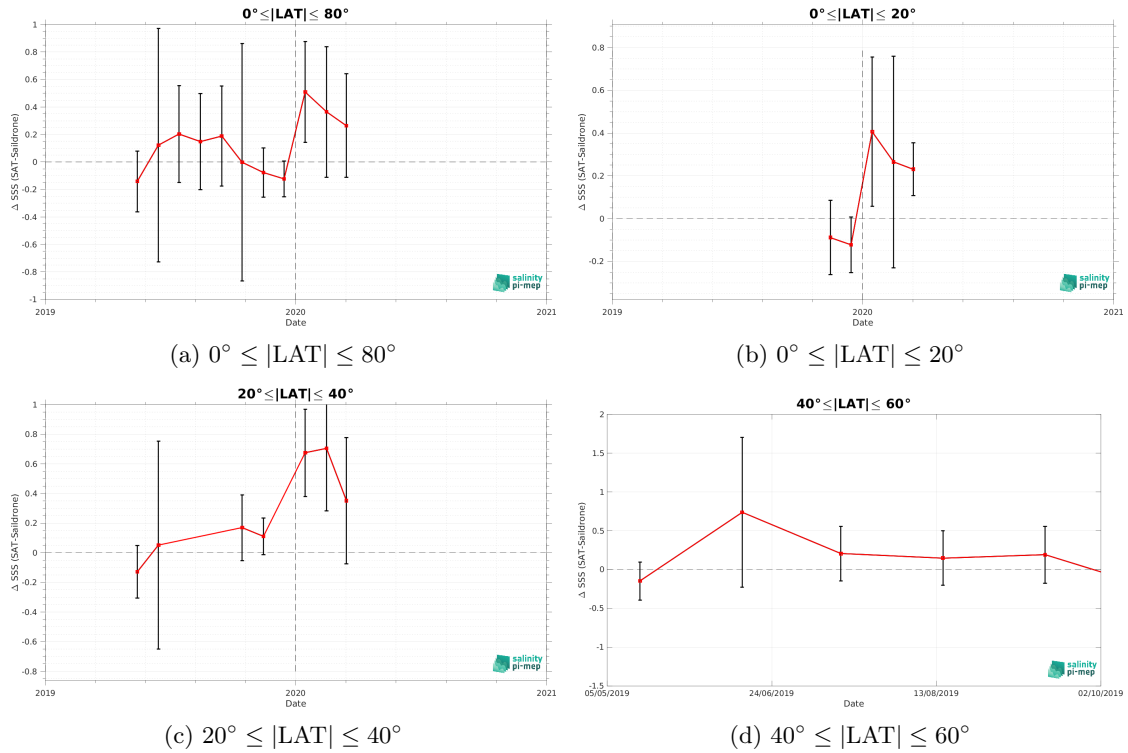 0°≤|LAT|≤ 80°
1
0.8
0.6
0.4
0.2
0
-0.2
-0.4
-0.6
-0.8
-1
Δ SSS (SAT-Saildrone)
2019
2020
2021
Date
salinity
pi-mep
(a) 0° ≤ |LAT| ≤ 80°
0°≤|LAT|≤ 20°
0.8
0.6
0.4
0.2
0
-0.2
Δ SSS (SAT-Saildrone)
2019
2020
2021
Date
salinity
pi-mep
(b) 0° ≤ |LAT| ≤ 20°
20°≤|LAT|≤ 40°
1
0.8
0.6
0.4
0.2
0
-0.2
-0.4
-0.6
-0.8
Δ SSS (SAT-Saildrone)
2019
2020
2021
Date
salinity
pi-mep
(c) 20° ≤ |LAT| ≤ 40°
40°≤|LAT|≤ 60°
2
1.5
1
0.5
0
-0.5
-1
-1.5
Δ SSS (SAT-Saildrone)
05/05/2019
24/06/2019
13/08/2019
02/10/2019
Date
salinity
pi-mep
(d) 40° ≤ |LAT| ≤ 60°